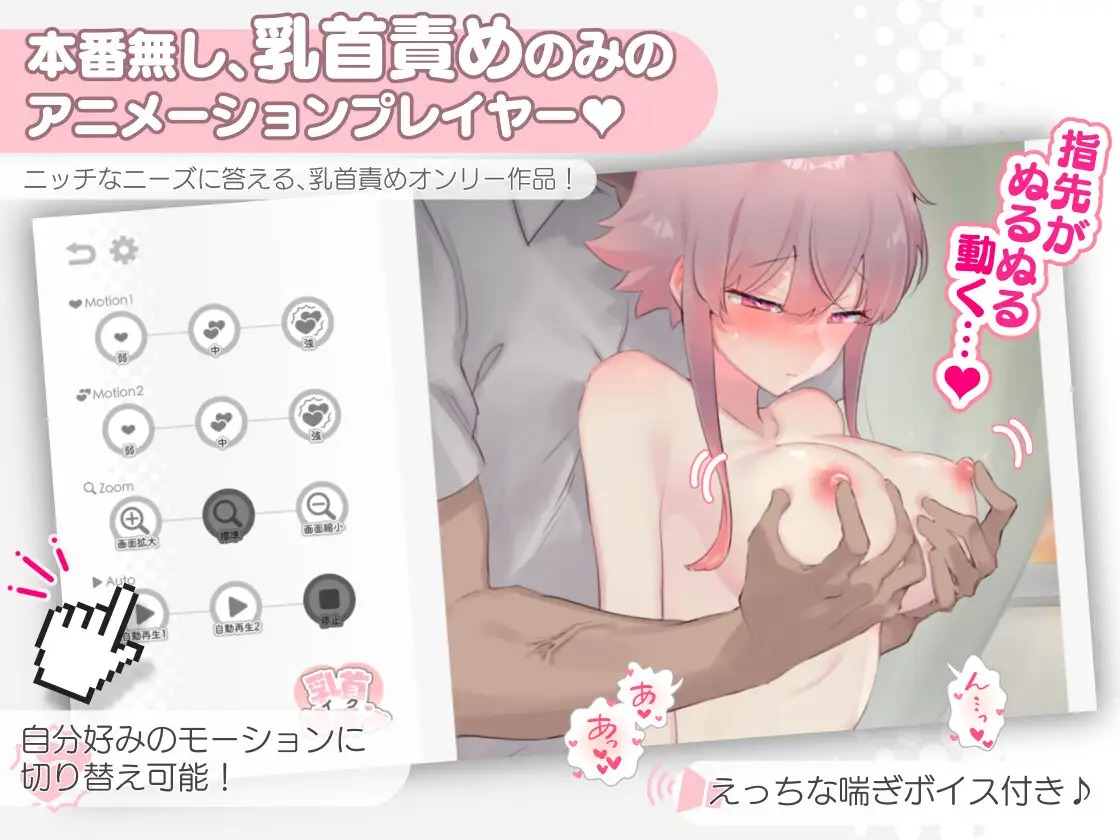 本番無し、乳首責めのみの
アニメーションプレイヤー♥
ニッチなニーズに答える、乳首責めオンリー作品！
指先が
ぬるぬる
動く…♥
Motion1
弱
中
強
Motion2
弱
中
強
Zoom
画面拡大
標準
画面縮小
Auto
自動再生1
自動再生2
停止
乳首
イク
自分好みのモーションに
切り替え可能！
あ
あっ
ん…っ
えっちな喘ぎボイス付き♪